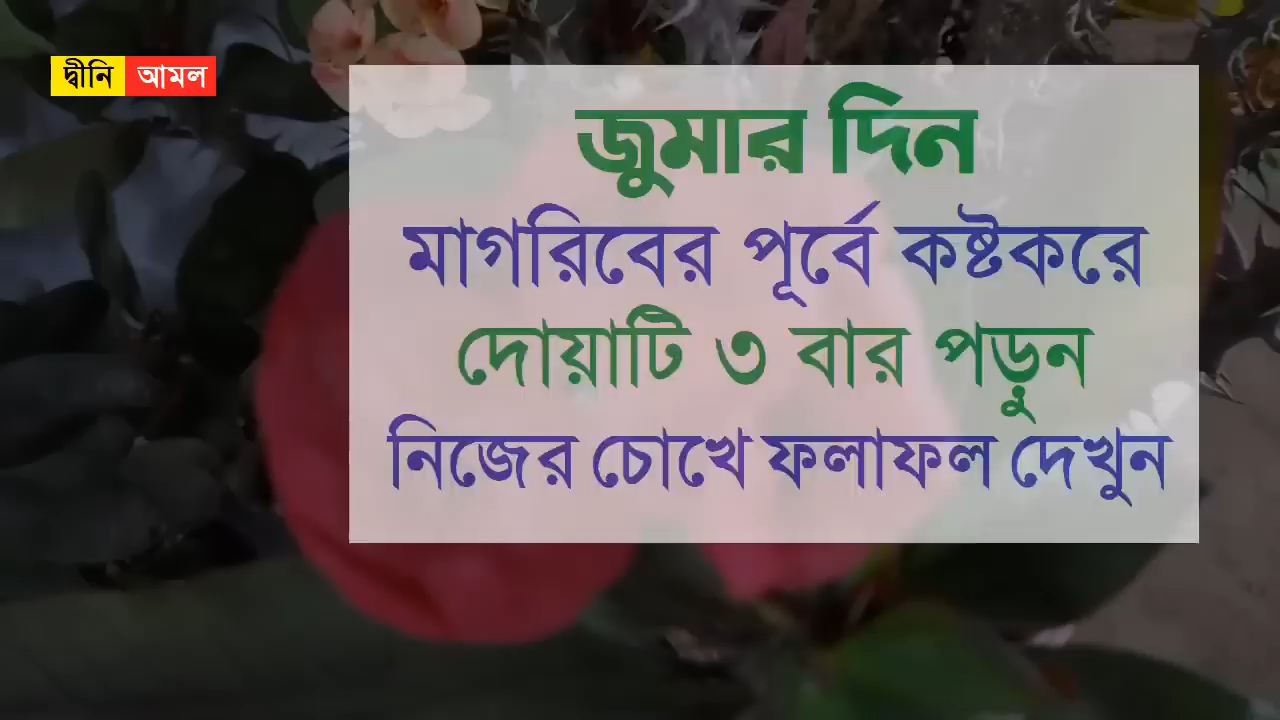 দ্বীনি আমল
জুমার দিন
মাগরিবের পূর্বে কষ্টকরে
দোয়াটি ৩ বার পড়ুন
নিজের চোখে ফলাফল দেখুন